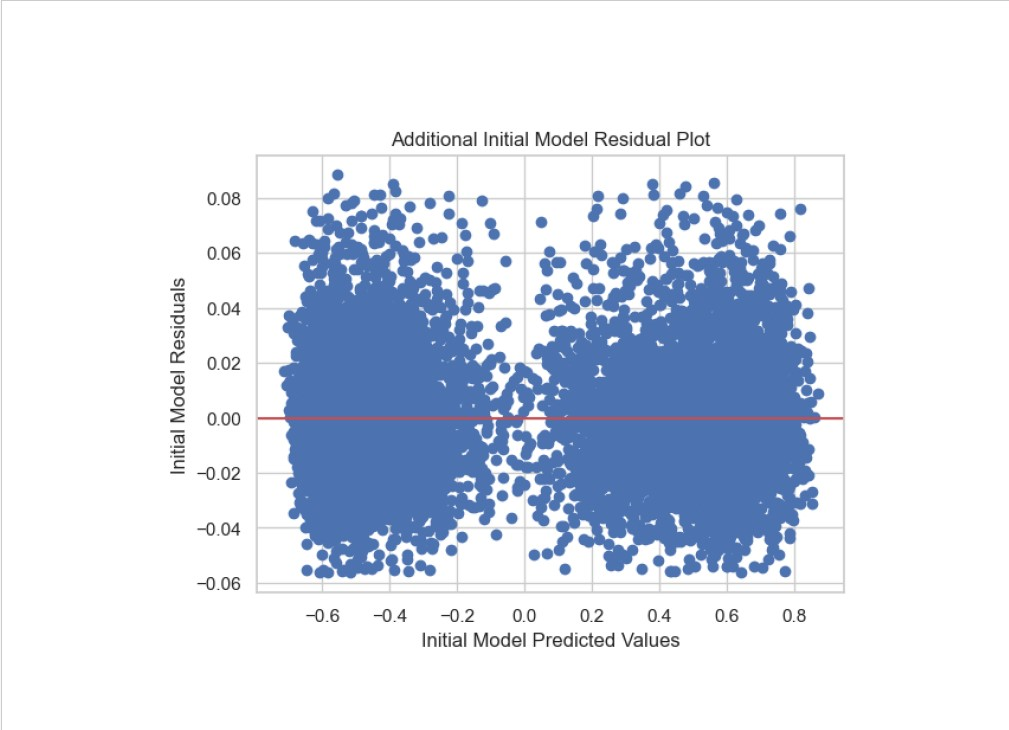 Additional Initial Model Residual Plot
Initial Model Residuals
0.08
0.06
0.04
0.02
0.00
−0.02
−0.04
−0.06
−0.6 −0.4 −0.2 0.0 0.2 0.4 0.6 0.8
Initial Model Predicted Values